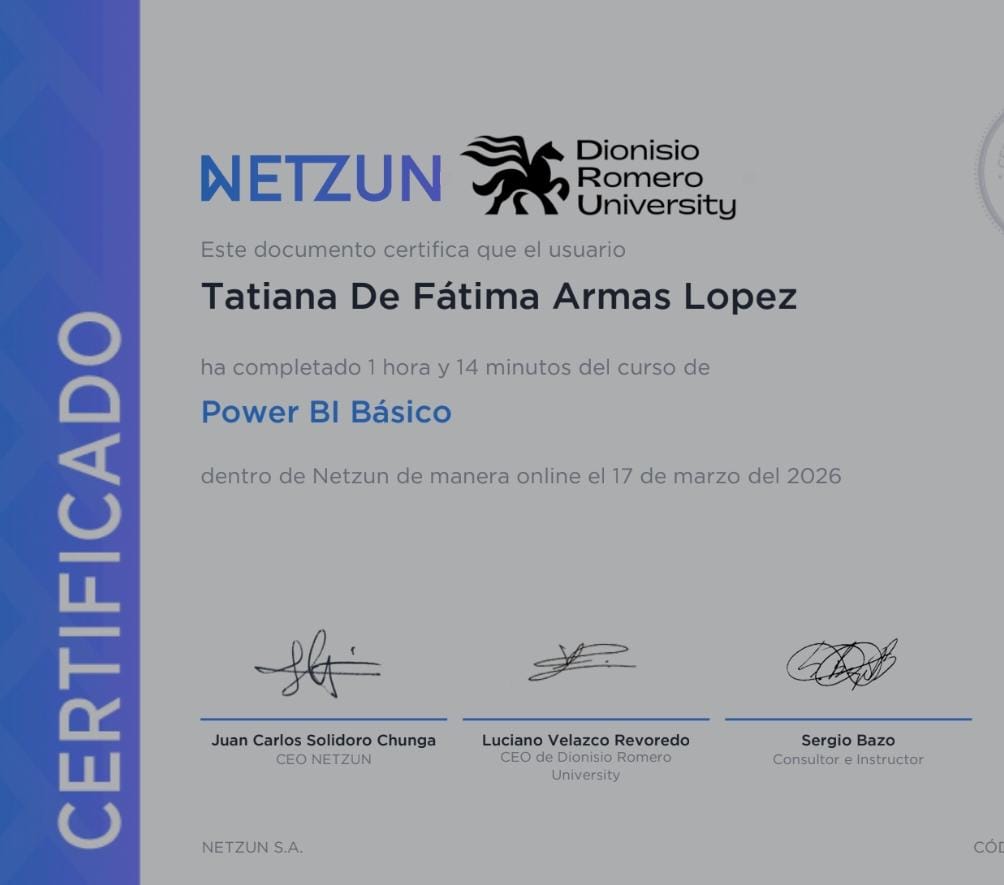 CERTIFICADO
NETZUN
Dionisio
Romero
University
Este documento certifica que el usuario
Tatiana De Fátima Armas Lopez
ha completado 1 hora y 14 minutos del curso de
Power BI Básico
dentro de Netzun de manera online el 17 de marzo del 2026
Juan Carlos Solidoro Chunga
CEO NETZUN
Luciano Velazco Revoredo
CEO de Dionisio Romero
University
Sergio Bazo
Consultor e Instructor
NETZUN S.A.